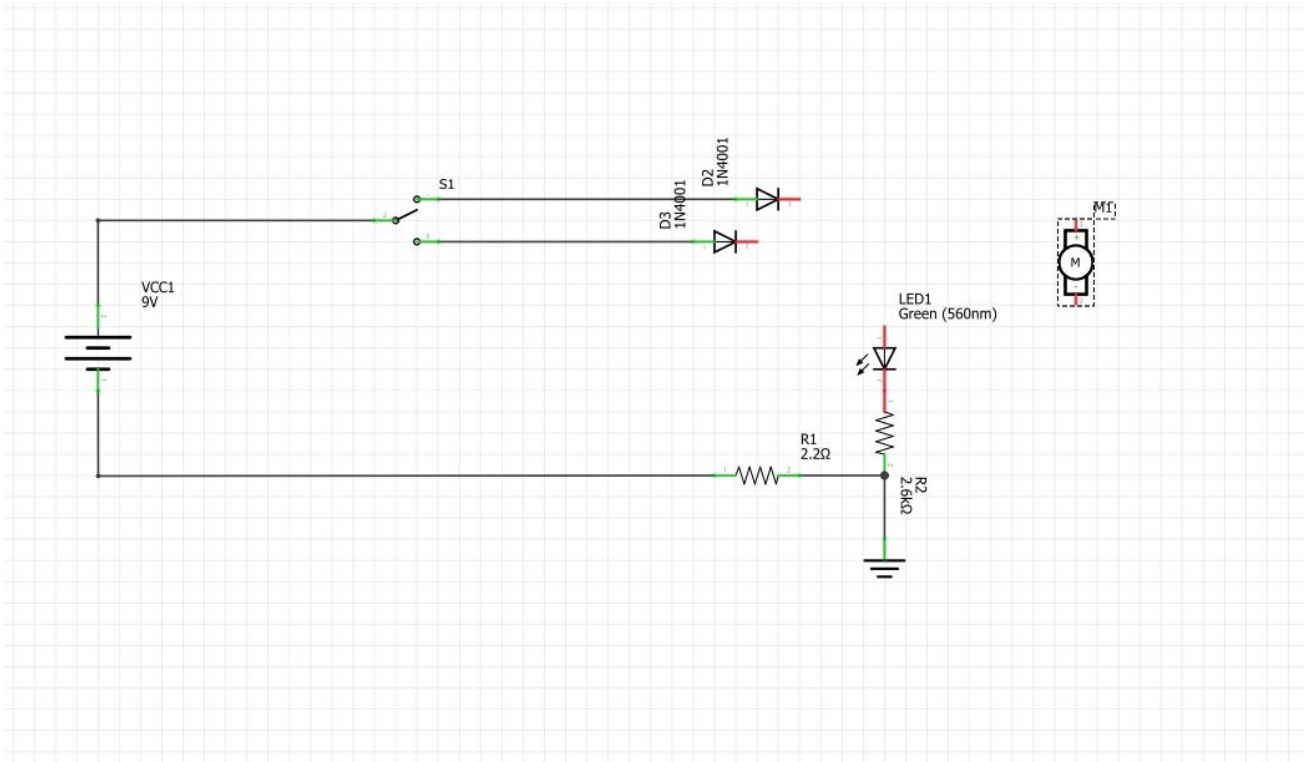 S1
D2
1N4001
D3
1N4001
M1
M
VCC1
9V
LED1
Green (560nm)
R1
2.2Ω
R2
2.6kΩ